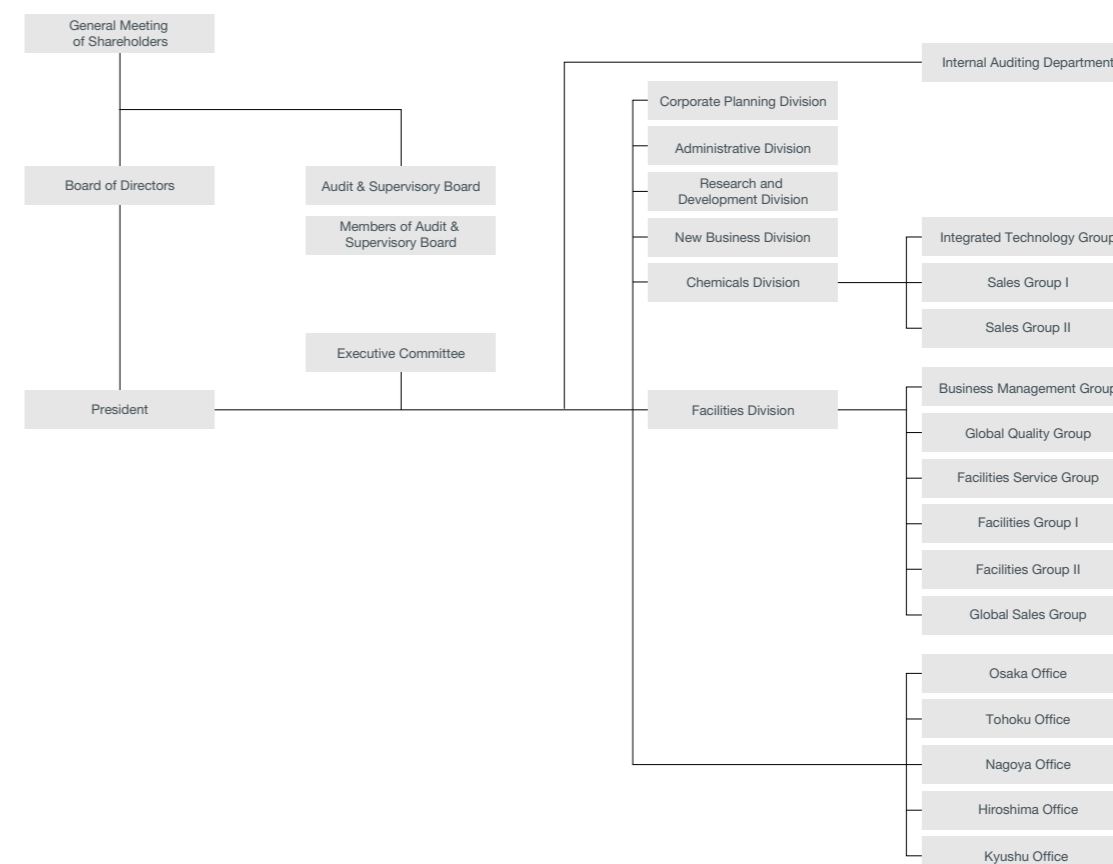 General Meeting
of Shareholders
Internal Auditing Department
Corporate Planning Division
Administrative Division
Board of Directors
Audit & Supervisory Board
Research and
Development Division
Members of Audit &
Supervisory Board
New Business Division
Integrated Technology Group
Chemicals Division
Sales Group I
Sales Group II
Executive Committee
Business Management Group
President
Facilities Division
Global Quality Group
Facilities Service Group
Facilities Group I
Facilities Group II
Global Sales Group
Osaka Office
Tohoku Office
Nagoya Office
Hiroshima Office
Kyushu Office